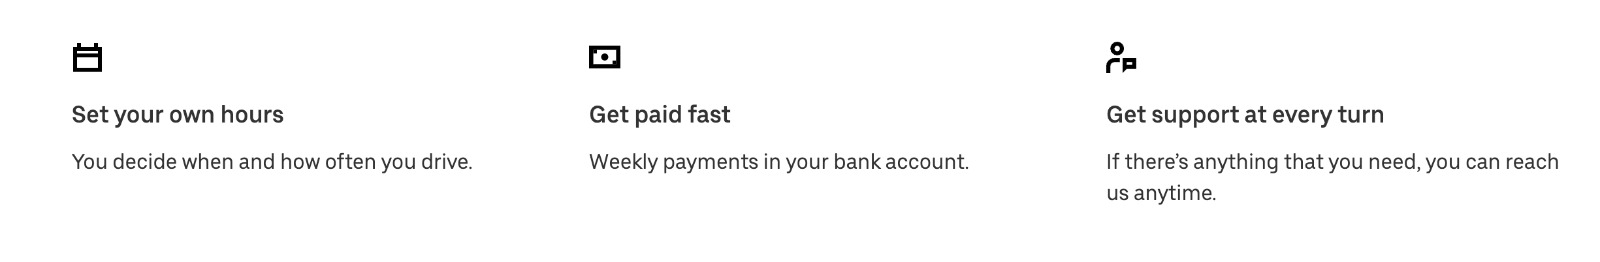 Set your own hours
You decide when and how often you drive.
Get paid fast
Weekly payments in your bank account.
Get support at every turn
If there’s anything that you need, you can reach
us anytime.